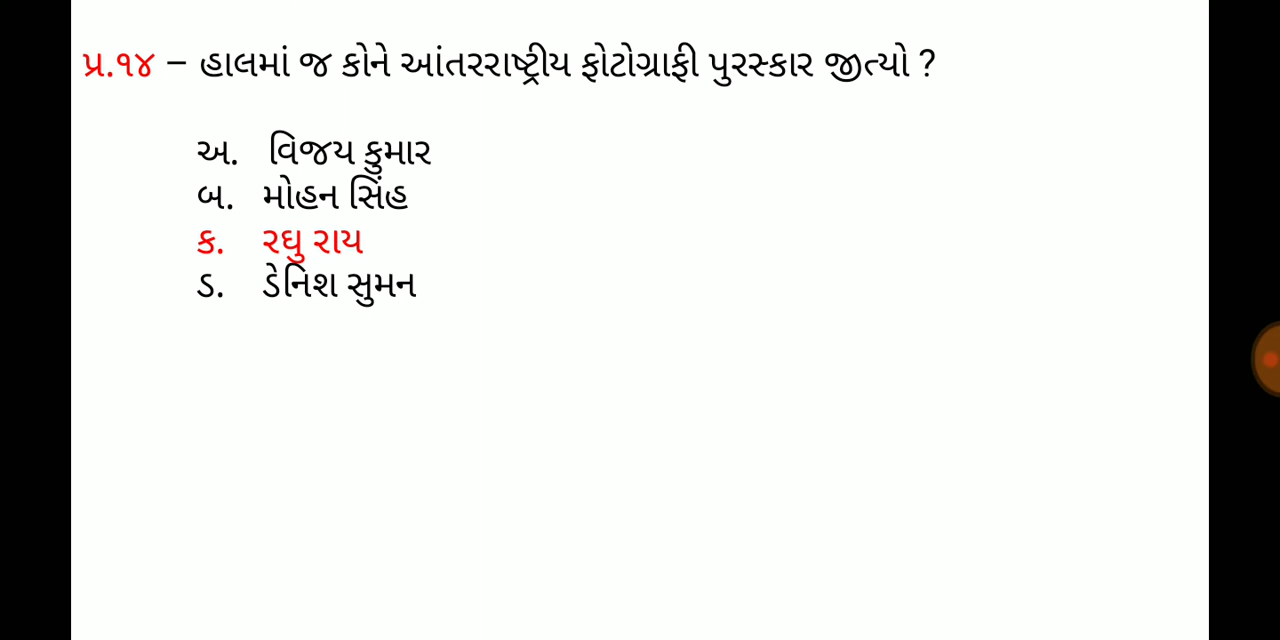 પ્ર.૧૪ – હાલમાં જ કોને આંતરરાષ્ટ્રીય ફોટોગ્રાફી પુરસ્કાર જીત્યો ?
અ. વિજય કુમાર
બ. મોહન સિંહ
ક. રઘુ રાય
ડ. ડેનિશ સુમન